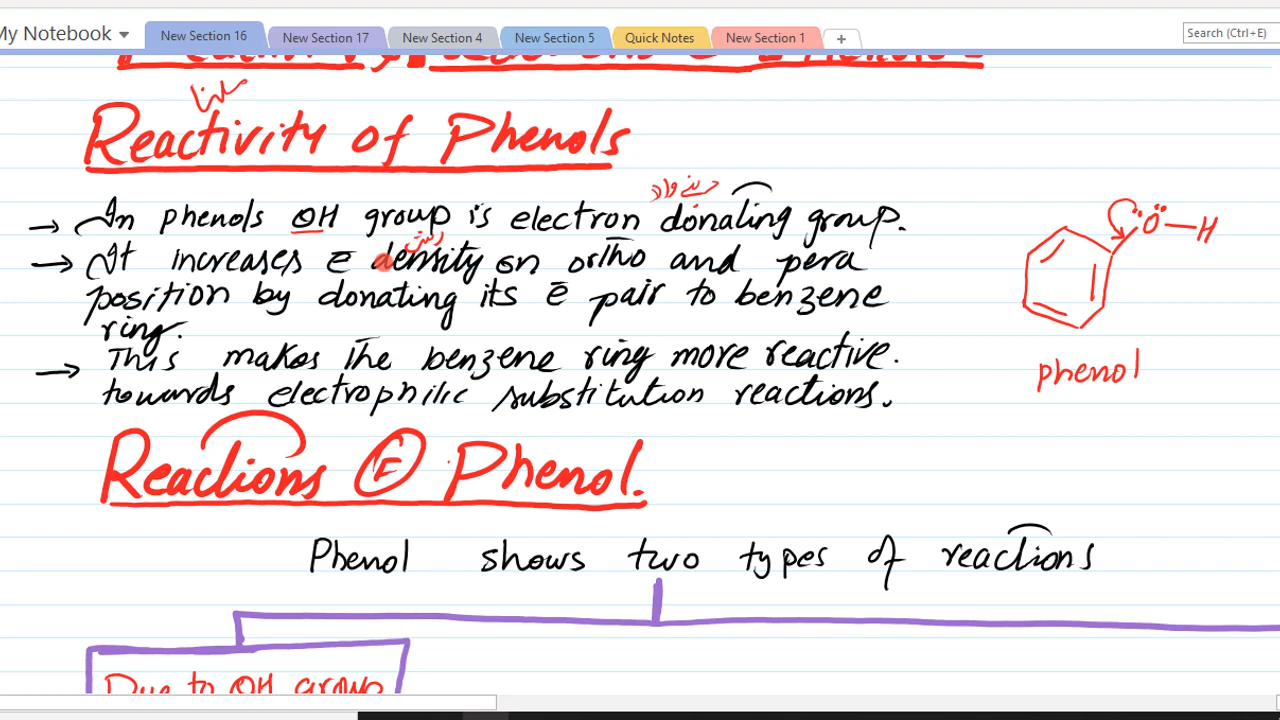 My Notebook
New Section 16
New Section 17
New Section 4
New Section 5
Quick Notes
New Section 1
Search (Ctrl+E)
Reactivity of Phenols
→ In phenols OH group is electron donating group.
→ It increases ē density on ortho and pera
position by donating its ē pair to benzene
ring.
→ This makes the benzene ring more reactive.
towards electrophilic substitution reactions.
O-H
phenol
Reactions F Phenol.
Phenol shows two types of reactions
Due to OH group